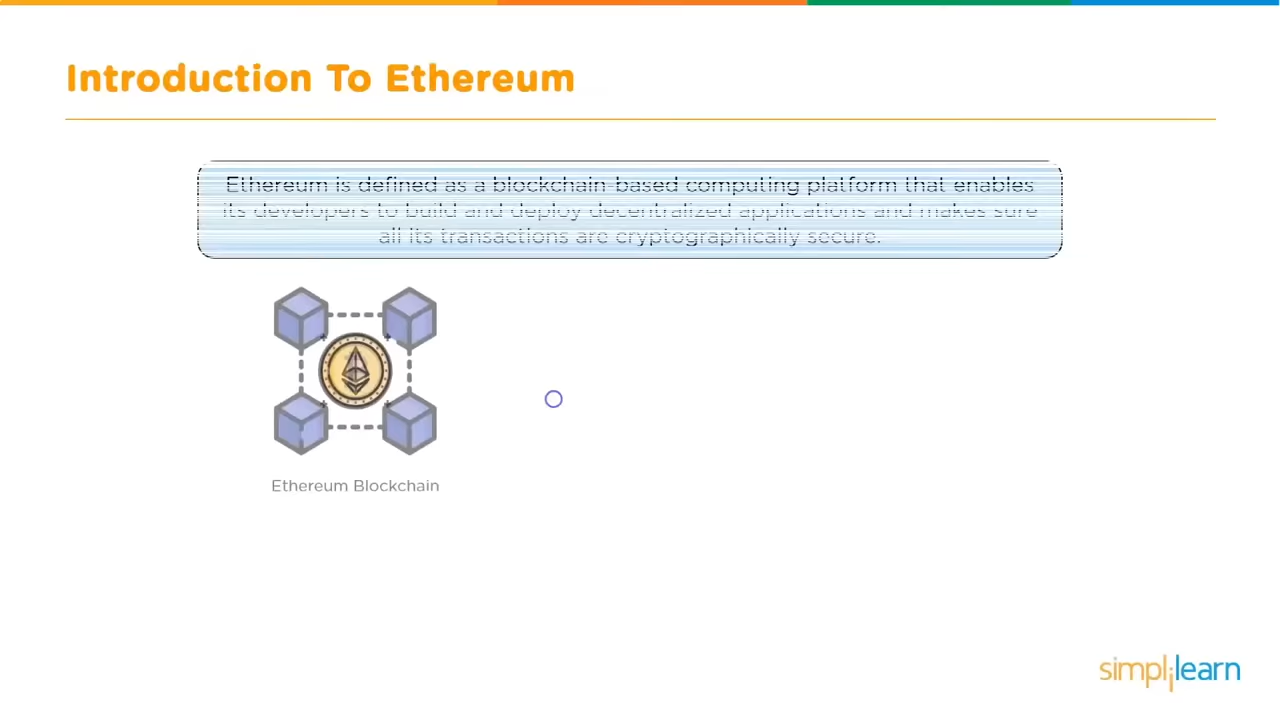 Introduction To Ethereum
Ethereum is defined as a blockchain-based computing platform that enables
its developers to build and deploy decentralized applications and makes sure
all its transactions are cryptographically secure.
Ethereum Blockchain
simplilearn